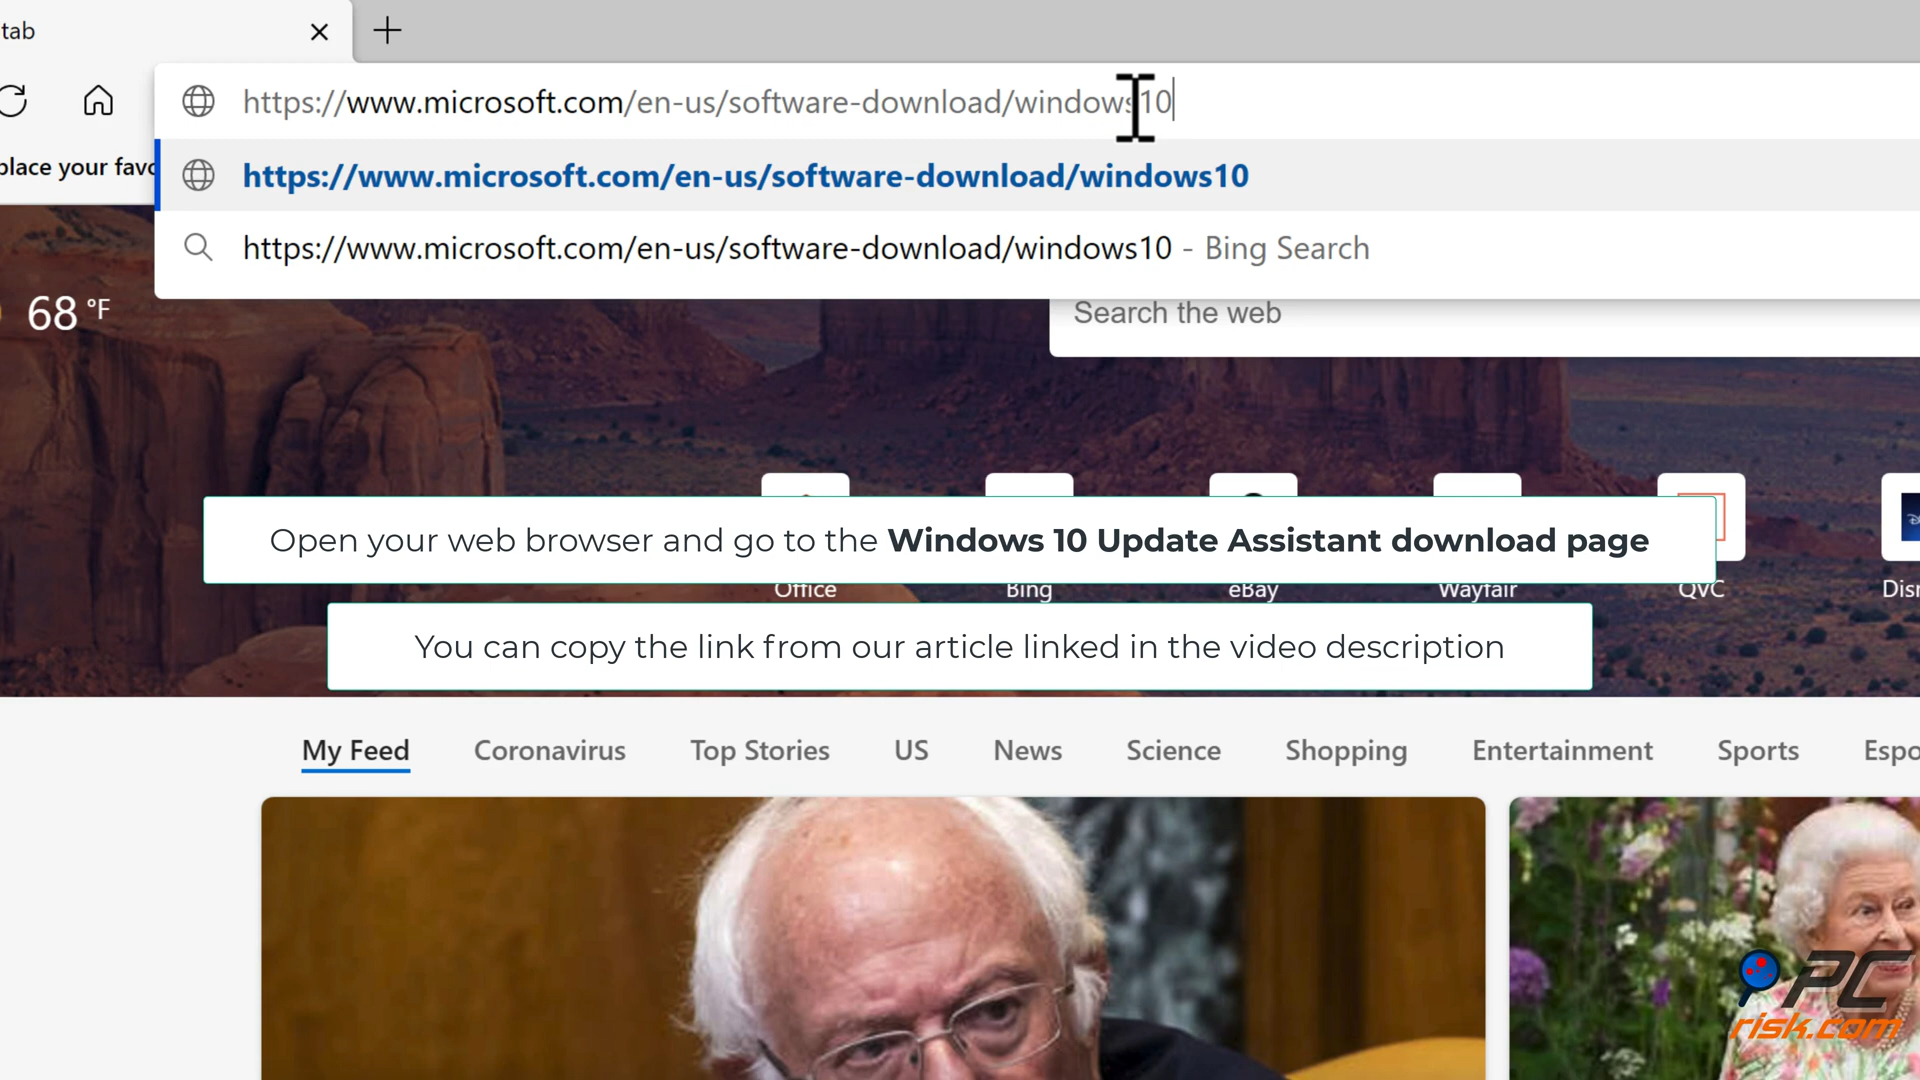 tab
https://www.microsoft.com/en-us/software-download/windows10
place your favo
https://www.microsoft.com/en-us/software-download/windows10
https://www.microsoft.com/en-us/software-download/windows10 - Bing Search
68 °F
Search the web
Open your web browser and go to the Windows 10 Update Assistant download page
Office Bing eBay Wayfair QVC Disn
You can copy the link from our article linked in the video description
My Feed Coronavirus Top Stories US News Science Shopping Entertainment Sports Espo
PC
risk.com